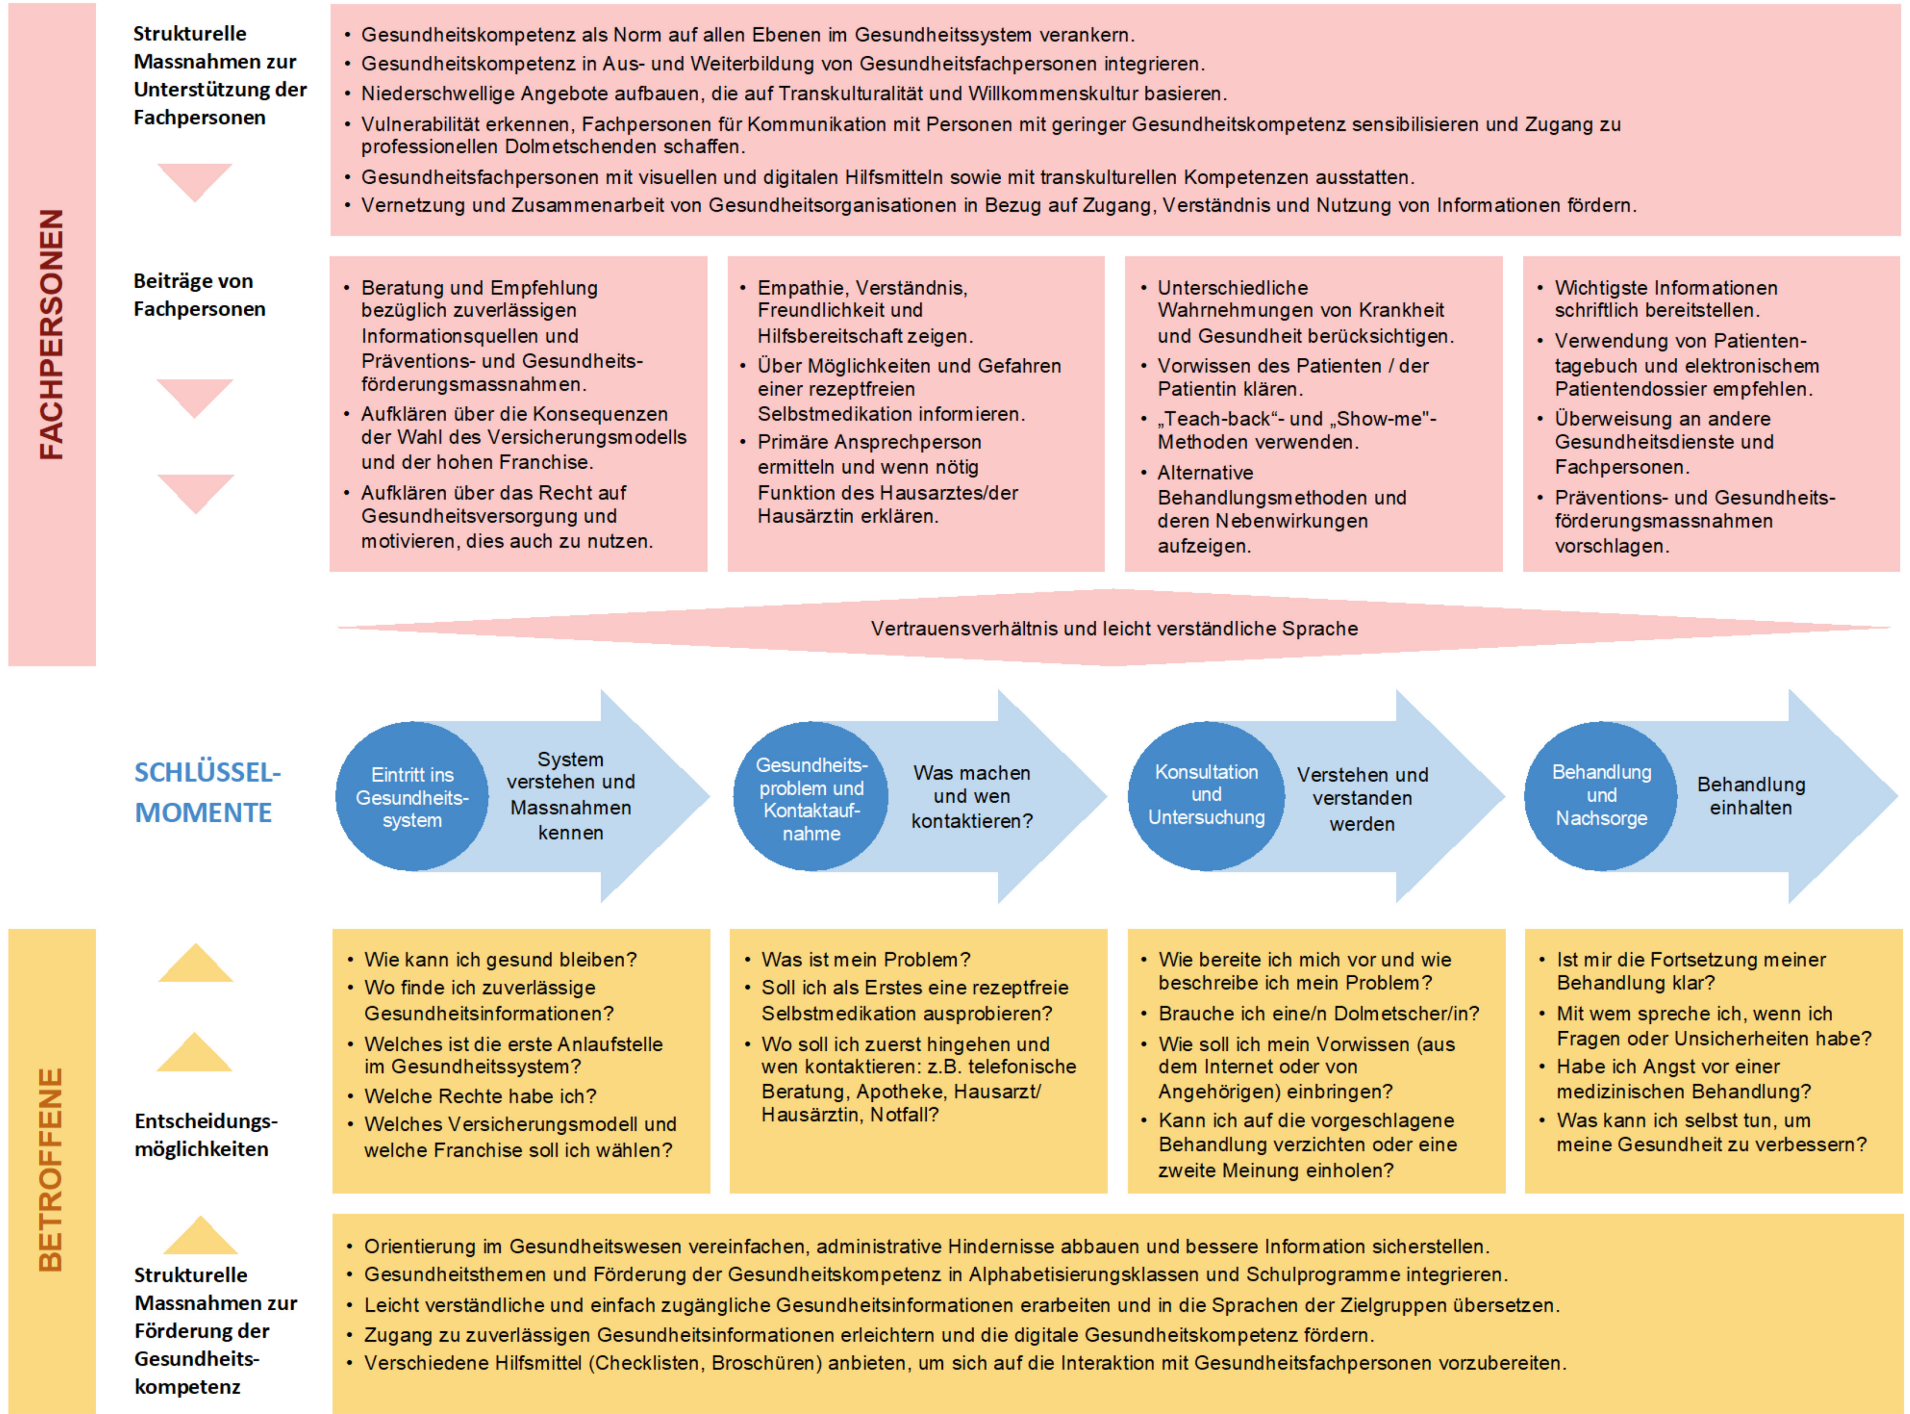 FACHPERSONEN
Strukturelle
Massnahmen zur
Unterstützung der
Fachpersonen
• Gesundheitskompetenz als Norm auf allen Ebenen im Gesundheitssystem verankern.
• Gesundheitskompetenz in Aus- und Weiterbildung von Gesundheitsfachpersonen integrieren.
• Niederschwellige Angebote aufbauen, die auf Transkulturalität und Willkommenskultur basieren.
• Vulnerabilität erkennen, Fachpersonen für Kommunikation mit Personen mit geringer Gesundheitskompetenz sensibilisieren und Zugang zu
professionellen Dolmetschenden schaffen.
• Gesundheitsfachpersonen mit visuellen und digitalen Hilfsmitteln sowie mit transkulturellen Kompetenzen ausstatten.
• Vernetzung und Zusammenarbeit von Gesundheitsorganisationen in Bezug auf Zugang, Verständnis und Nutzung von Informationen fördern.
Beiträge von
Fachpersonen
• Beratung und Empfehlung
bezüglich zuverlässigen
Informationsquellen und
Präventions- und Gesundheits-
förderungsmassnahmen.
• Aufklären über die Konsequenzen
der Wahl des Versicherungsmodells
und der hohen Franchise.
• Aufklären über das Recht auf
Gesundheitsversorgung und
motivieren, dies auch zu nutzen.
• Empathie, Verständnis,
Freundlichkeit und
Hilfsbereitschaft zeigen.
• Über Möglichkeiten und Gefahren
einer rezeptfreien
Selbstmedikation informieren.
• Primäre Ansprechperson
ermitteln und wenn nötig
Funktion des Hausarztes/der
Hausärztin erklären.
• Unterschiedliche
Wahrnehmungen von Krankheit
und Gesundheit berücksichtigen.
• Vorwissen des Patienten / der
Patientin klären.
• „Teach-back“- und „Show-me"-
Methoden verwenden.
• Alternative
Behandlungsmethoden und
deren Nebenwirkungen
aufzeigen.
• Wichtigste Informationen
schriftlich bereitstellen.
• Verwendung von Patienten-
tagebuch und elektronischem
Patientendossier empfehlen.
• Überweisung an andere
Gesundheitsdienste und
Fachpersonen.
• Präventions- und Gesundheits-
förderungsmassnahmen
vorschlagen.
Vertrauensverhältnis und leicht verständliche Sprache
SCHLÜSSEL-
MOMENTE
Eintritt ins
Gesundheits-
system
System
verstehen und
Massnahmen
kennen
Gesundheits-
problem und
Kontaktauf-
nahme
Was machen
und wen
kontaktieren?
Konsultation
und
Untersuchung
Verstehen und
verstanden
werden
Behandlung
und
Nachsorge
Behandlung
einhalten
BETROFFENE
Entscheidungs-
möglichkeiten
• Wie kann ich gesund bleiben?
• Wo finde ich zuverlässige
Gesundheitsinformationen?
• Welches ist die erste Anlaufstelle
im Gesundheitssystem?
• Welche Rechte habe ich?
• Welches Versicherungsmodell und
welche Franchise soll ich wählen?
• Was ist mein Problem?
• Soll ich als Erstes eine rezeptfreie
Selbstmedikation ausprobieren?
• Wo soll ich zuerst hingehen und
wen kontaktieren: z.B. telefonische
Beratung, Apotheke, Hausarzt/
Hausärztin, Notfall?
• Wie bereite ich mich vor und wie
beschreibe ich mein Problem?
• Brauche ich eine/n Dolmetscher/in?
• Wie soll ich mein Vorwissen (aus
dem Internet oder von
Angehörigen) einbringen?
• Kann ich auf die vorgeschlagene
Behandlung verzichten oder eine
zweite Meinung einholen?
• Ist mir die Fortsetzung meiner
Behandlung klar?
• Mit wem spreche ich, wenn ich
Fragen oder Unsicherheiten habe?
• Habe ich Angst vor einer
medizinischen Behandlung?
• Was kann ich selbst tun, um
meine Gesundheit zu verbessern?
Strukturelle
Massnahmen zur
Förderung der
Gesundheits-
kompetenz
• Orientierung im Gesundheitswesen vereinfachen, administrative Hindernisse abbauen und bessere Information sicherstellen.
• Gesundheitsthemen und Förderung der Gesundheitskompetenz in Alphabetisierungsklassen und Schulprogramme integrieren.
• Leicht verständliche und einfach zugängliche Gesundheitsinformationen erarbeiten und in die Sprachen der Zielgruppen übersetzen.
• Zugang zu zuverlässigen Gesundheitsinformationen erleichtern und die digitale Gesundheitskompetenz fördern.
• Verschiedene Hilfsmittel (Checklisten, Broschüren) anbieten, um sich auf die Interaktion mit Gesundheitsfachpersonen vorzubereiten.